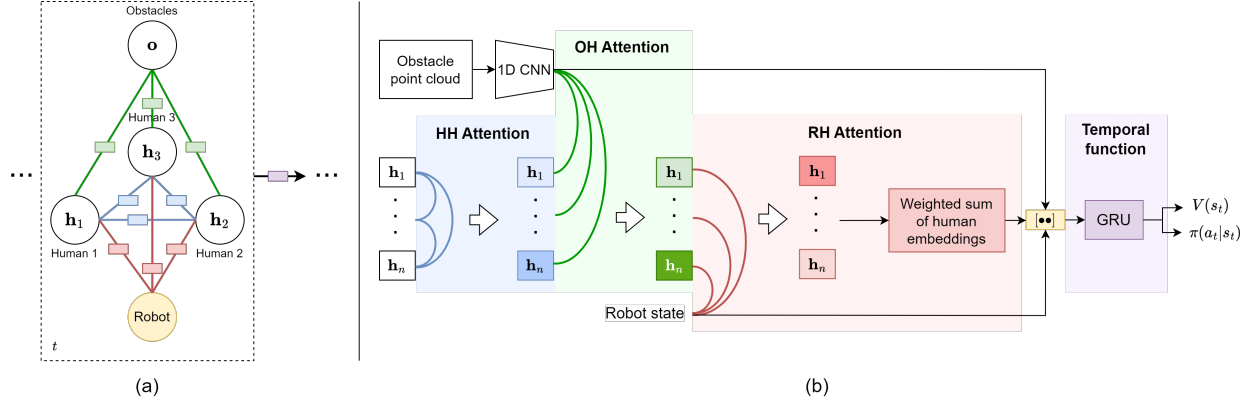 Obstacles
o
Human 3
h₃
...
...
h₁
h₂
Human 1
Human 2
Robot
t
(a)
Obstacle
point cloud
1D CNN
OH Attention
HH Attention
RH Attention
Temporal
function
h₁
h₁
h₁
h₁
hₙ
hₙ
hₙ
hₙ
Weighted sum
of human
embeddings
[••]
GRU
V(sₜ)
π(aₜ|sₜ)
Robot state
(b)